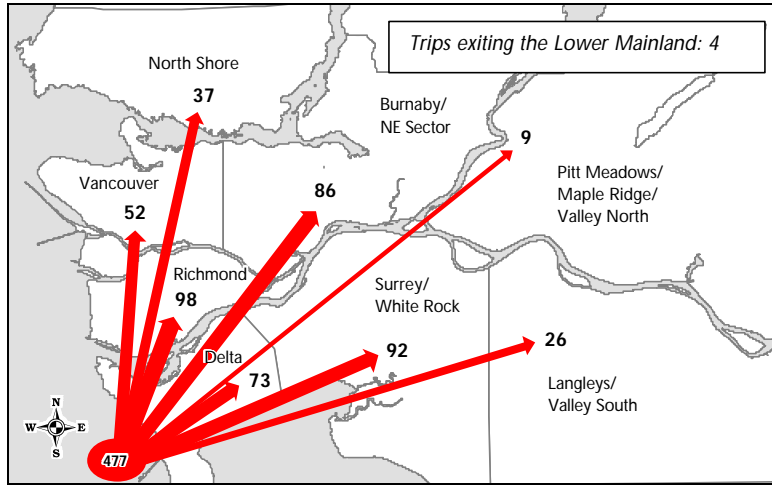 Trips exiting the Lower Mainland: 4
North Shore
37
Burnaby/
NE Sector
9
Pitt Meadows/
Maple Ridge/
Valley North
Vancouver
52
86
Richmond
98
Surrey/
White Rock
Delta
73
92
26
Langleys/
Valley South
N
W E
S
477